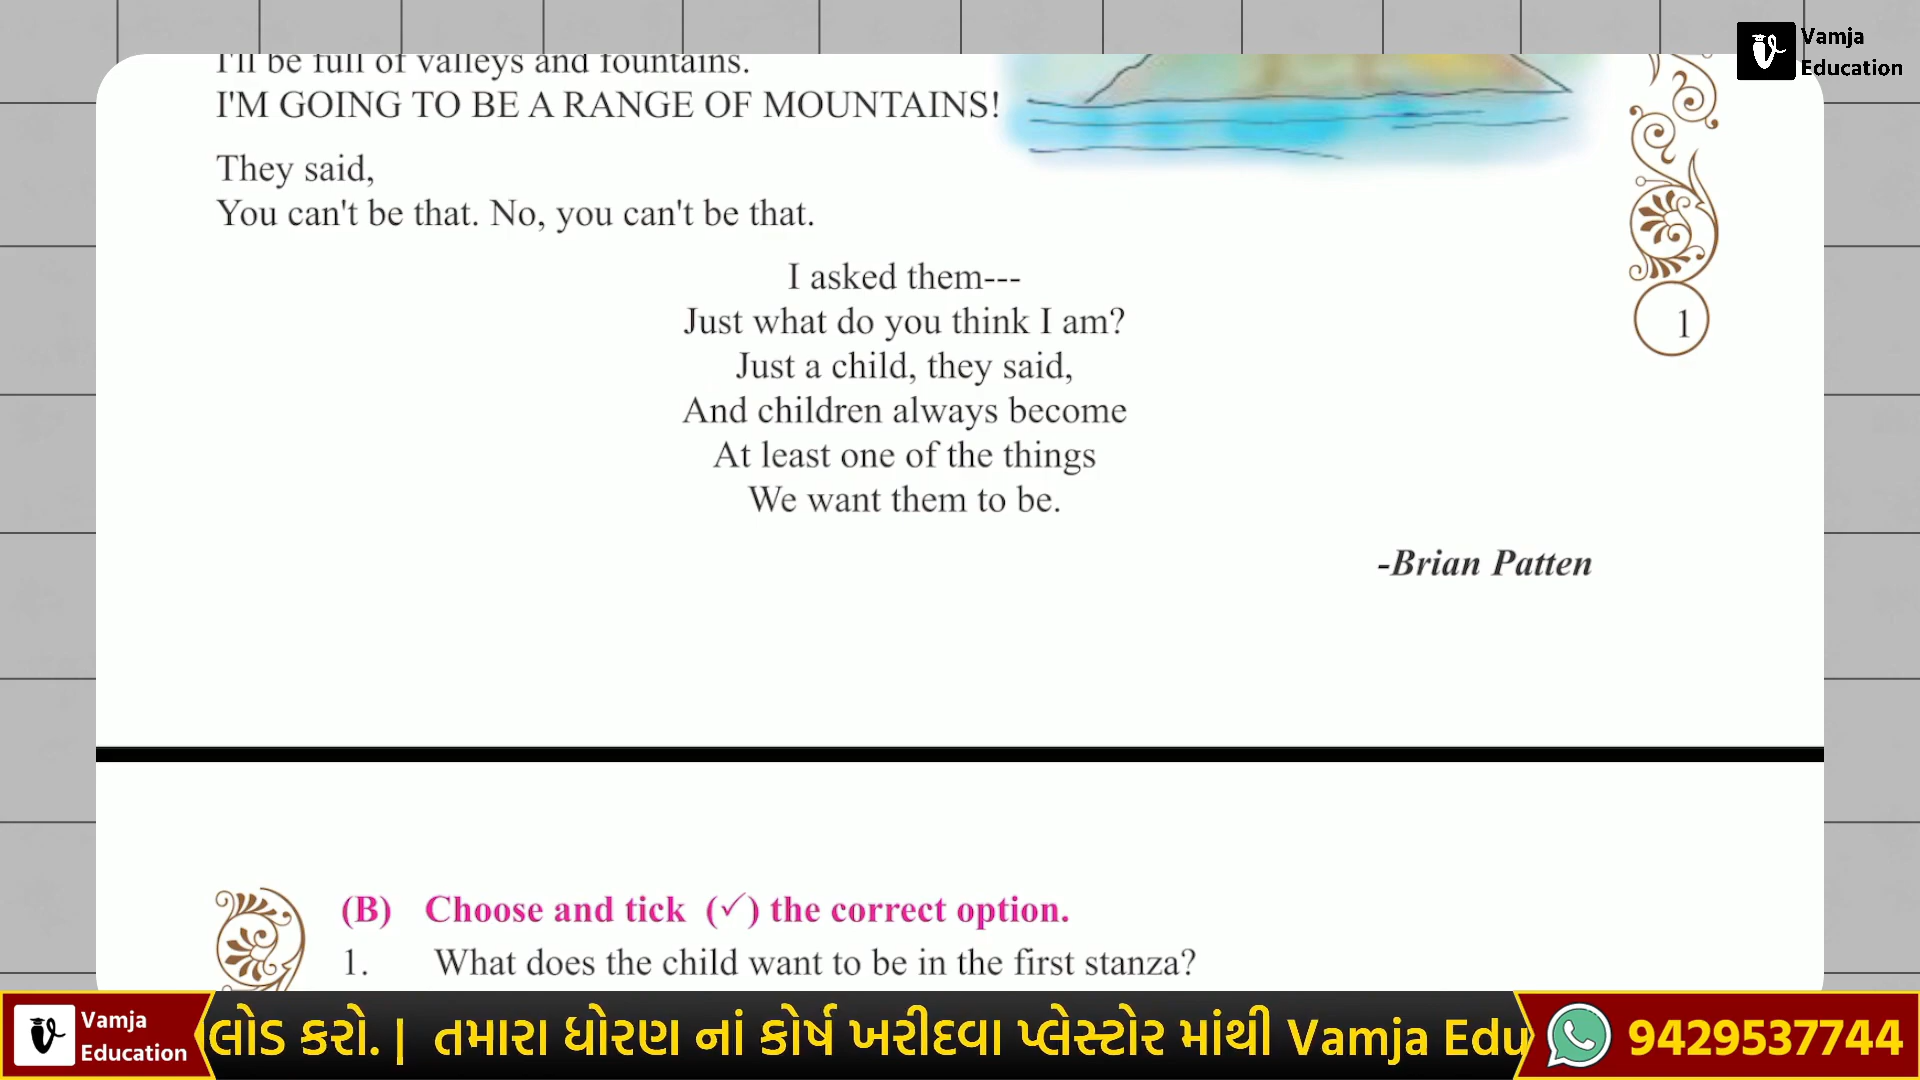 Vamja
Education
I'll be full of valleys and fountains.
I'M GOING TO BE A RANGE OF MOUNTAINS!
They said,
You can't be that. No, you can't be that.
I asked them---
Just what do you think I am?
Just a child, they said,
And children always become
At least one of the things
We want them to be.
1
-Brian Patten
(B) Choose and tick (✓) the correct option.
1. What does the child want to be in the first stanza?
Vamja
Education
લોડ કરો. | તમારા ધોરણ નાં કોર્ષ ખરીદવા પ્લેસ્ટોર માંથી Vamja Edu
9429537744